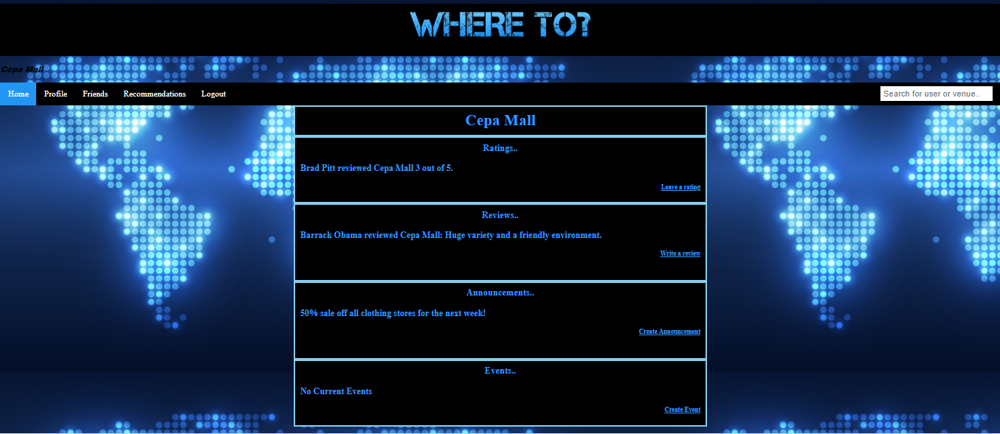 WHERE TO?
Cepa Mall
Home Profile Friends Recommendations Logout Search for user or venue..
Cepa Mall
Ratings..
Brad Pitt reviewed Cepa Mall 3 out of 5.
Leave a rating
Reviews..
Barrack Obama reviewed Cepa Mall: Huge variety and a friendly environment.
Write a review
Announcements..
50% sale off all clothing stores for the next week!
Create Announcement
Events..
No Current Events
Create Event